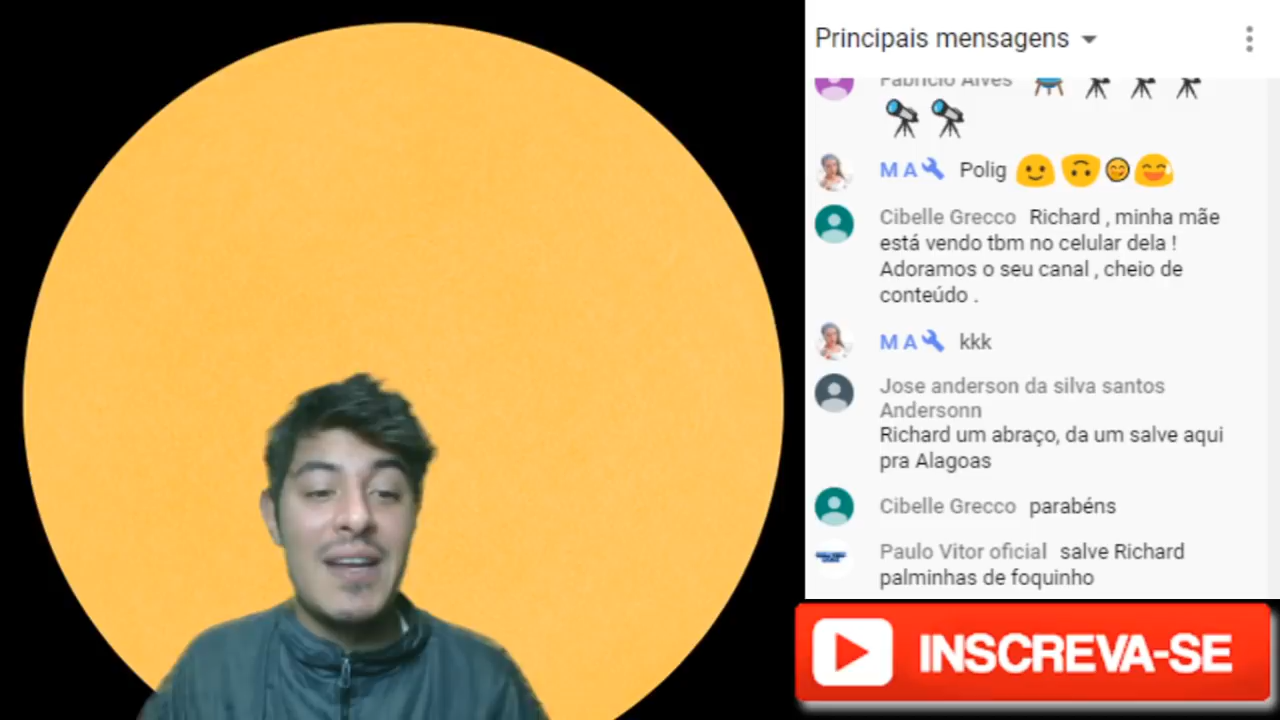 Principais mensagens
Fabricio Alves
M A Polig
Cibelle Grecco Richard , minha mãe
está vendo tbm no celular dela !
Adoramos o seu canal , cheio de
conteúdo .
M A kkk
Jose anderson da silva santos
Andersonn
Richard um abraço, da um salve aqui
pra Alagoas
Cibelle Grecco parabéns
Paulo Vitor oficial salve Richard
palminhas de foquinho
INSCREVA-SE